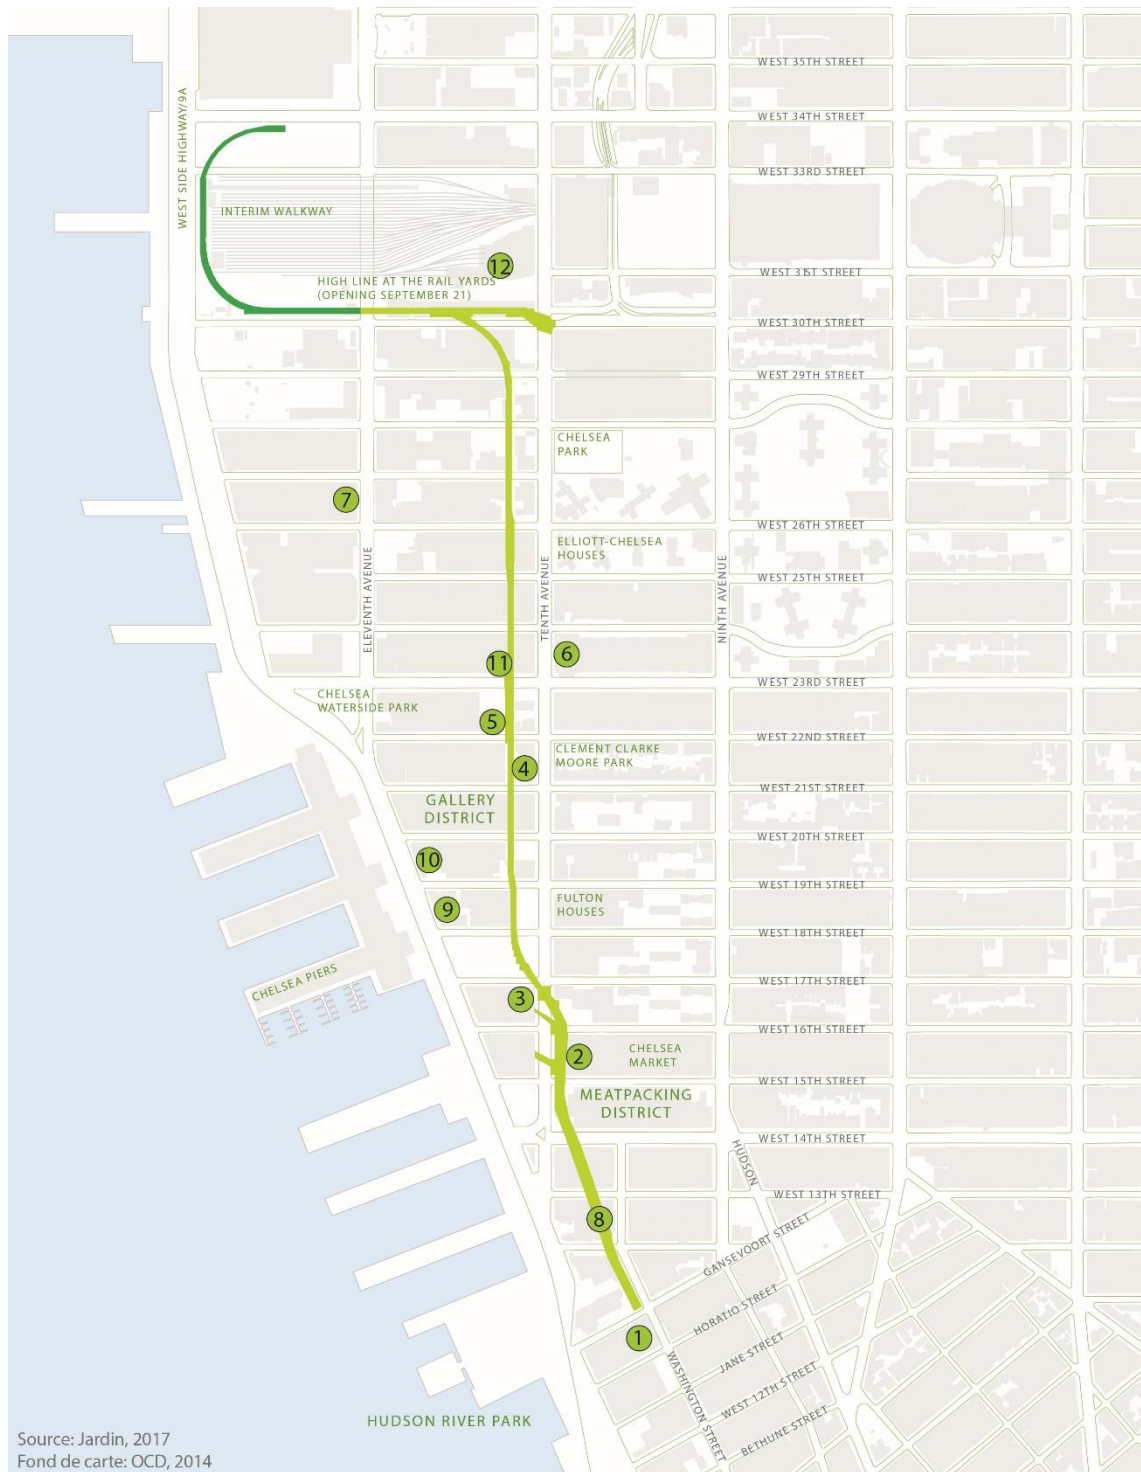 WEST 35TH STREET
WEST SIDE HIGHWAY/9A
WEST 34TH STREET
WEST 33RD STREET
INTERIM WALKWAY
12
WEST 31ST STREET
HIGH LINE AT THE RAIL YARDS
(OPENING SEPTEMBER 21)
WEST 30TH STREET
WEST 29TH STREET
CHELSEA
PARK
7
WEST 26TH STREET
ELEVENTH AVENUE
ELLIOTT-CHELSEA
HOUSES
TENTH AVENUE
NINTH AVENUE
WEST 25TH STREET
11
6
WEST 23RD STREET
CHELSEA
WATERSIDE PARK
5
WEST 22ND STREET
4
CLEMENT CLARKE
MOORE PARK
WEST 21ST STREET
GALLERY
DISTRICT
WEST 20TH STREET
10
WEST 19TH STREET
9
FULTON
HOUSES
WEST 18TH STREET
CHELSEA PIERS
WEST 17TH STREET
3
WEST 16TH STREET
2
CHELSEA
MARKET
WEST 15TH STREET
MEATPACKING
DISTRICT
WEST 14TH STREET
HUDSON
WEST 13TH STREET
8
GANSEVOORT STREET
HORATIO STREET
1
JANE STREET
WASHINGTON STREET
WEST 12TH STREET
BETHUNE STREET
HUDSON RIVER PARK
Source: Jardin, 2017
Fond de carte: OCD, 2014